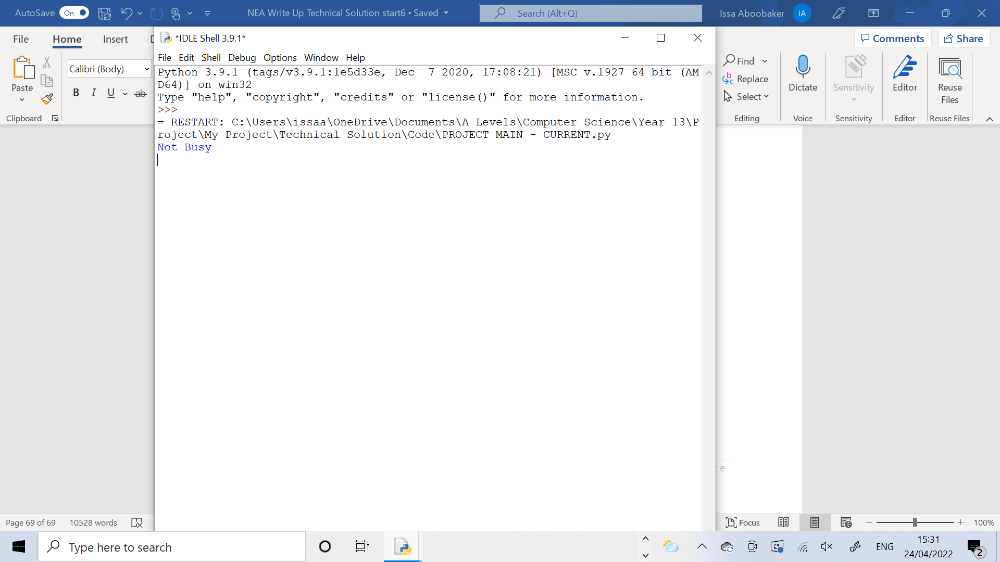 AutoSave On
NEA Write Up Technical Solution start6 • Saved
Search (Alt+Q)
Issa Aboobaker IA
File Home Insert
Comments Share
*IDLE Shell 3.9.1*
File Edit Shell Debug Options Window Help
Python 3.9.1 (tags/v3.9.1:1e5d33e, Dec  7 2020, 17:08:21) [MSC v.1927 64 bit (AM
D64)] on win32
Type "help", "copyright", "credits" or "license()" for more information.
>>>
= RESTART: C:\Users\issaa\OneDrive\Documents\A Levels\Computer Science\Year 13\P
roject\My Project\Technical Solution\Code\PROJECT MAIN - CURRENT.py
Not Busy
Paste
Calibri (Body)
B I U ab
Clipboard
Find
Replace
Select
Editing
Dictate
Voice
Sensitivity
Sensitivity
Editor
Editor
Reuse
Files
Reuse Files
e
Page 69 of 69 10528 words
Focus 100%
Type here to search
ENG
15:31
24/04/2022
2